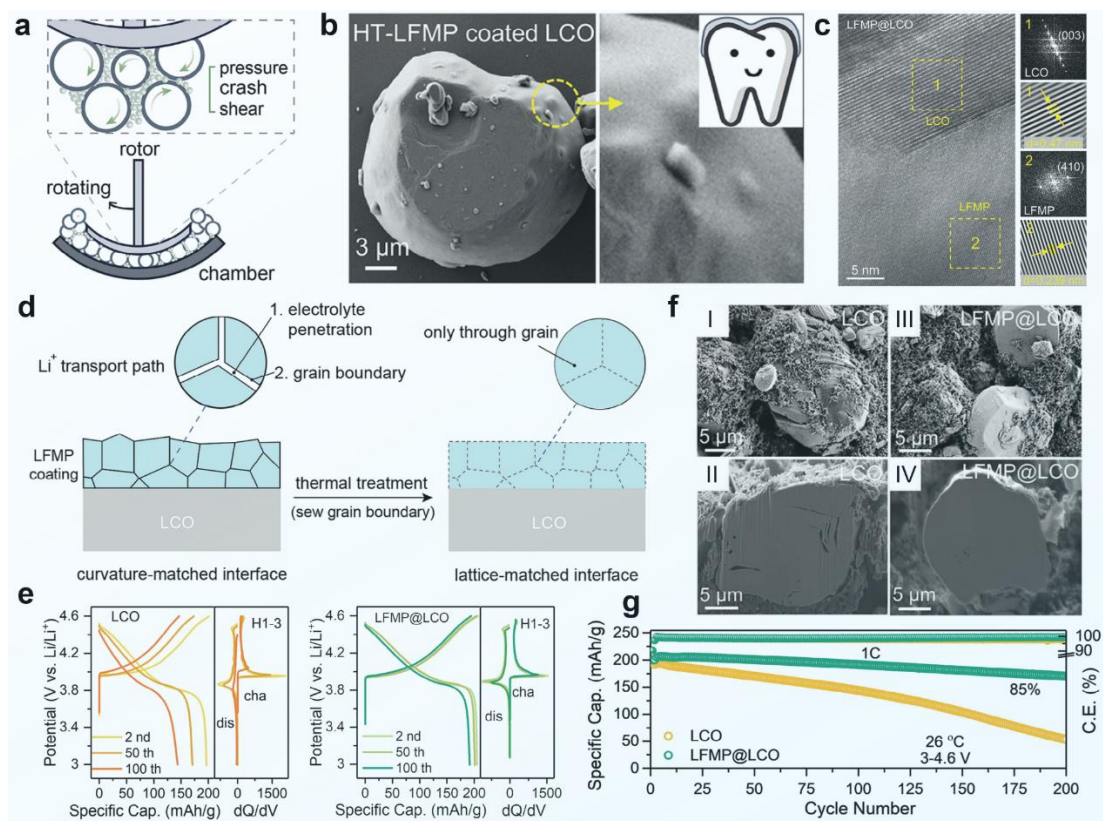 a
pressure
crash
shear
rotor
rotating
chamber
b
HT-LFMP coated LCO
3 μm
c
LFMP@LCO
1
LCO
LFMP
2
5 nm
1
(003)
LCO
1
2
(410)
LFMP
2
d
1. electrolyte
penetration
Li+ transport path
2. grain boundary
only through grain
LFMP
coating
LCO
thermal treatment
(sew grain boundary)
LCO
curvature-matched interface
lattice-matched interface
e
Potential (V vs. Li/Li+)
4.6
4.2
3.8
3.4
3
LCO
2 nd
50 th
100 th
H1-3
cha
dis
0 50 100 150 200
Specific Cap. (mAh/g)
0 1500
dQ/dV
Potential (V vs. Li/Li+)
4.6
4.2
3.8
3.4
3
LFMP@LCO
2 nd
50 th
100 th
H1-3
cha
dis
0 50 100 150 200
Specific Cap. (mAh/g)
0 1500
dQ/dV
f
I
LCO
5 μm
III
LFMP@LCO
5 μm
II
LCO
5 μm
IV
LFMP@LCO
5 μm
g
Specific Cap. (mAh/g)
250
200
150
100
50
0
1C
85%
LCO
LFMP@LCO
26 °C
3-4.6 V
100
90
C.E. (%)
0 25 50 75 100 125 150 175 200
Cycle Number